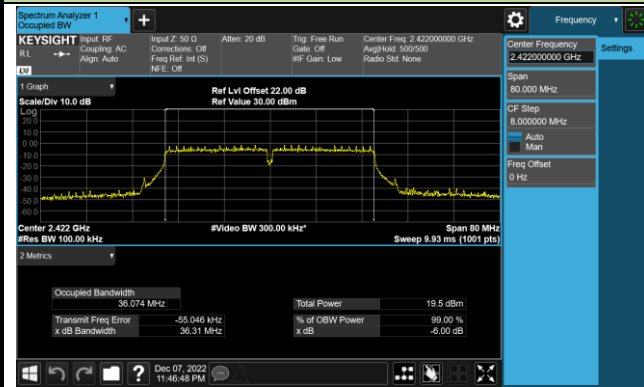 Spectrum Analyzer 1
Occupied BW
Frequency
KEYSIGHT
Input: RF
Coupling: AC
Align: Auto
RL
LXI
Input Z: 50 Ω
Corrections: Off
Freq Ref: Int (S)
NFE: Off
Atten: 20 dB
Trig: Free Run
Gate: Off
#IF Gain: Low
Center Freq: 2.422000000 GHz
Avg|Hold: 500/500
Radio Std: None
Center Frequency
2.422000000 GHz
Settings
Span
80.000 MHz
CF Step
8.000000 MHz
Auto
Man
Freq Offset
0 Hz
1 Graph
Scale/Div 10.0 dB
Ref Lvl Offset 22.00 dB
Ref Value 30.00 dBm
Log
20.0
10.0
0.00
-10.0
-20.0
-30.0
-40.0
-50.0
-60.0
Center 2.422 GHz
#Res BW 100.00 kHz
#Video BW 300.00 kHz*
Span 80 MHz
Sweep 9.93 ms (1001 pts)
2 Metrics
Occupied Bandwidth
36.074 MHz
Total Power 19.5 dBm
Transmit Freq Error -55.046 kHz
% of OBW Power 99.00 %
x dB Bandwidth 36.31 MHz
x dB -6.00 dB
Dec 07, 2022
11:46:48 PM